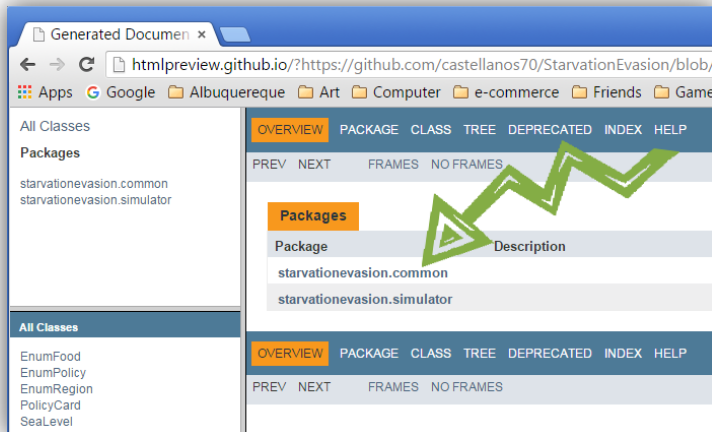 Generated Documen ×
htmlpreview.github.io/?https://github.com/castellanos70/StarvationEvasion/blob/
Apps Google Albuquereque Art Computer e-commerce Friends Game
All Classes
Packages
starvationevasion.common
starvationevasion.simulator
All Classes
EnumFood
EnumPolicy
EnumRegion
PolicyCard
SeaLevel
OVERVIEW PACKAGE CLASS TREE DEPRECATED INDEX HELP
PREV NEXT FRAMES NO FRAMES
Packages
Package Description
starvationevasion.common
starvationevasion.simulator
OVERVIEW PACKAGE CLASS TREE DEPRECATED INDEX HELP
PREV NEXT FRAMES NO FRAMES